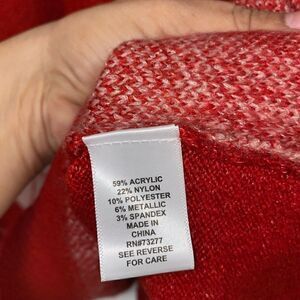 59% ACRYLIC
22% NYLON
10% POLYESTER
6% METALLIC
3% SPANDEX
MADE IN
CHINA
RN#73277
SEE REVERSE
FOR CARE